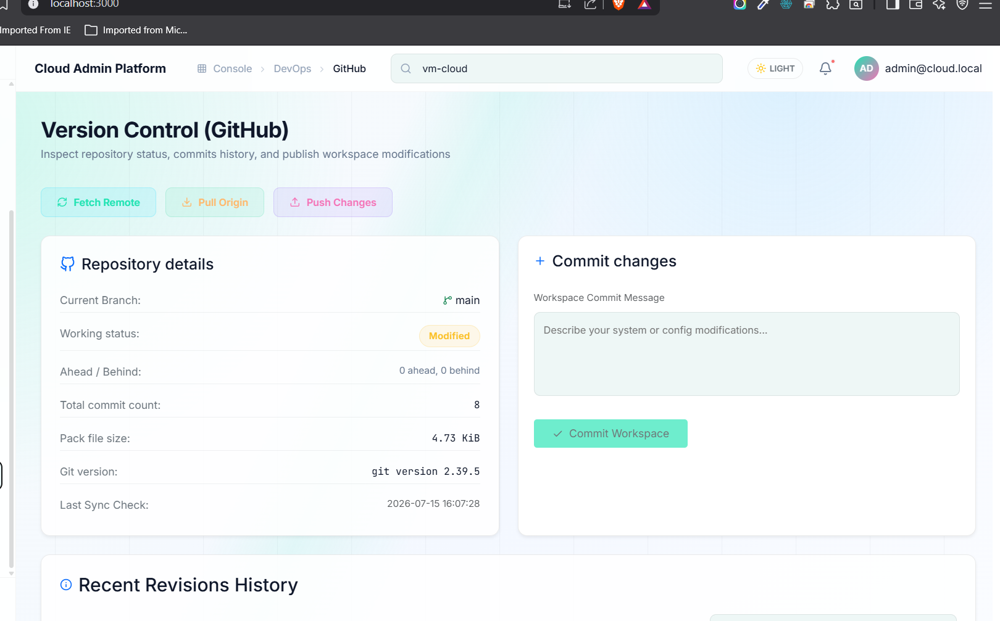 localhost:3000
Imported From IE
Imported from Mic...
Cloud Admin Platform
Console
DevOps
GitHub
vm-cloud
LIGHT
AD
admin@cloud.local
Version Control (GitHub)
Inspect repository status, commits history, and publish workspace modifications
Fetch Remote
Pull Origin
Push Changes
Repository details
Current Branch: main
Working status: Modified
Ahead / Behind: 0 ahead, 0 behind
Total commit count: 8
Pack file size: 4.73 KiB
Git version: git version 2.39.5
Last Sync Check: 2026-07-15 16:07:28
Commit changes
Workspace Commit Message
Describe your system or config modifications...
Commit Workspace
Recent Revisions History